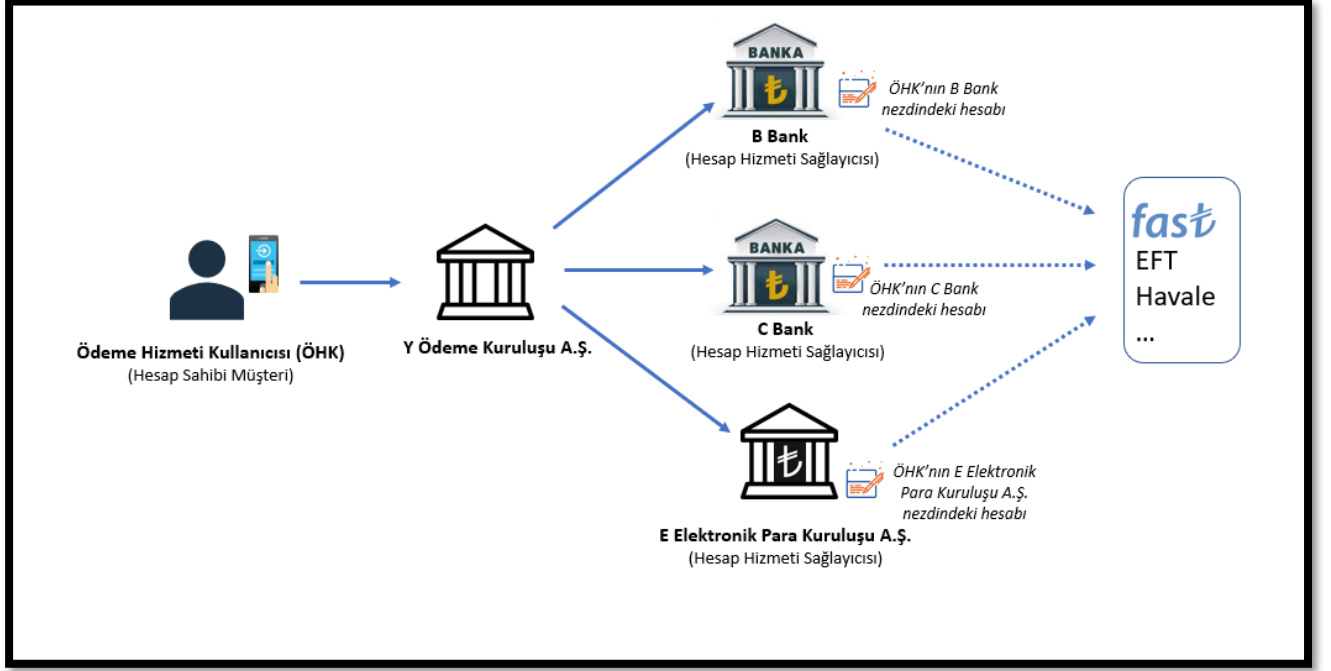 BANKA
ÖHK'nın B Bank
nezdindeki hesabı
B Bank
(Hesap Hizmeti Sağlayıcısı)
fast
EFT
Havale
...
BANKA
ÖHK'nın C Bank
nezdindeki hesabı
C Bank
(Hesap Hizmeti Sağlayıcısı)
Ödeme Hizmeti Kullanıcısı (ÖHK)
(Hesap Sahibi Müşteri)
Y Ödeme Kuruluşu A.Ş.
ÖHK'nın E Elektronik
Para Kuruluşu A.Ş.
nezdindeki hesabı
E Elektronik Para Kuruluşu A.Ş.
(Hesap Hizmeti Sağlayıcısı)